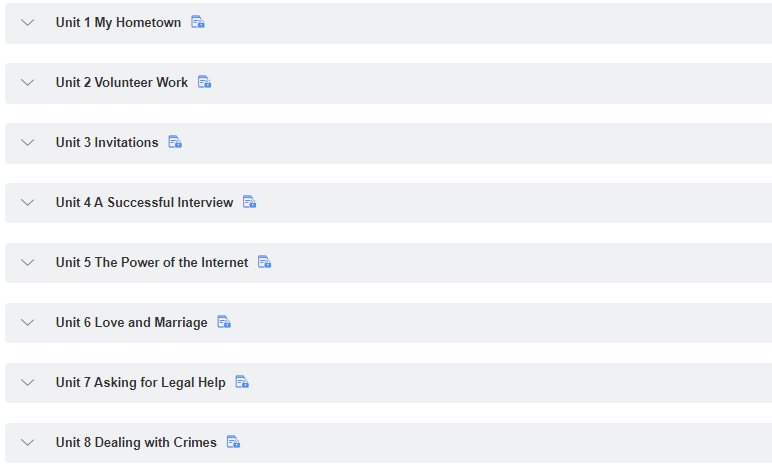 Unit 1 My Hometown
Unit 2 Volunteer Work
Unit 3 Invitations
Unit 4 A Successful Interview
Unit 5 The Power of the Internet
Unit 6 Love and Marriage
Unit 7 Asking for Legal Help
Unit 8 Dealing with Crimes